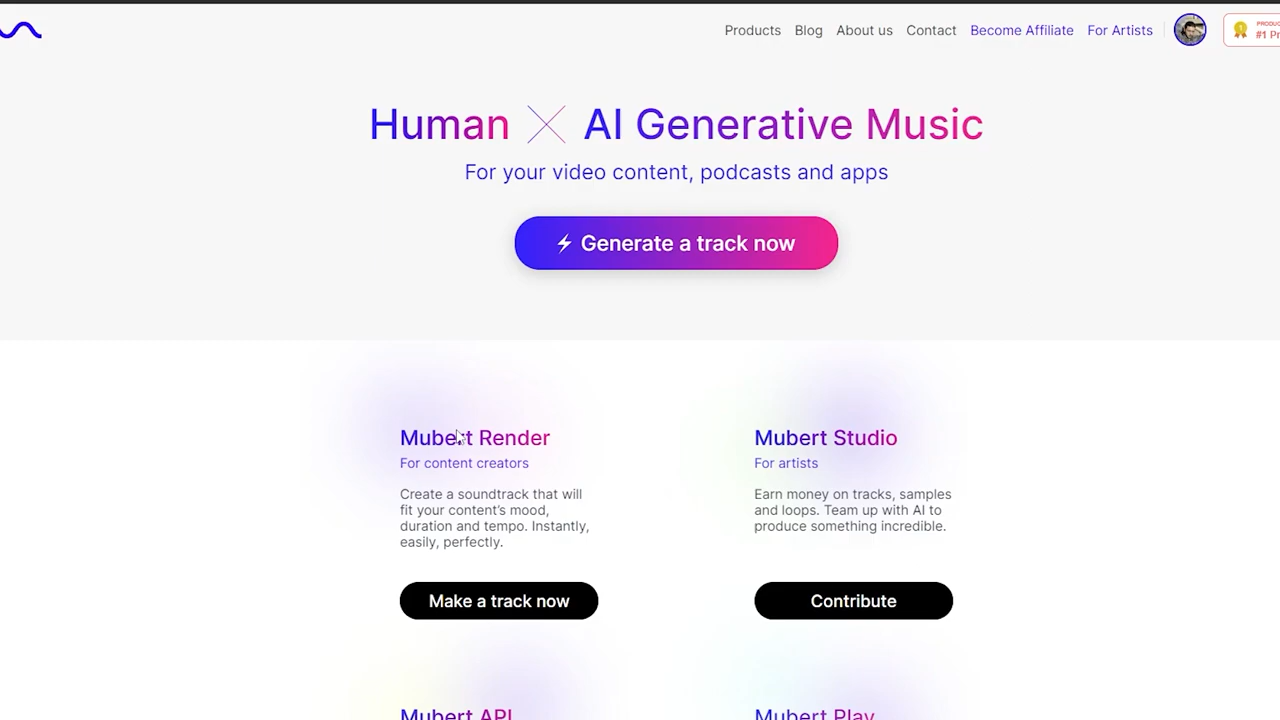 Products Blog About us Contact Become Affiliate For Artists
#1
Human AI Generative Music
For your video content, podcasts and apps
Generate a track now
Mubert Render
For content creators
Create a soundtrack that will
fit your content's mood,
duration and tempo. Instantly,
easily, perfectly.
Make a track now
Mubert Studio
For artists
Earn money on tracks, samples
and loops. Team up with AI to
produce something incredible.
Contribute
Mubert API
Mubert Play